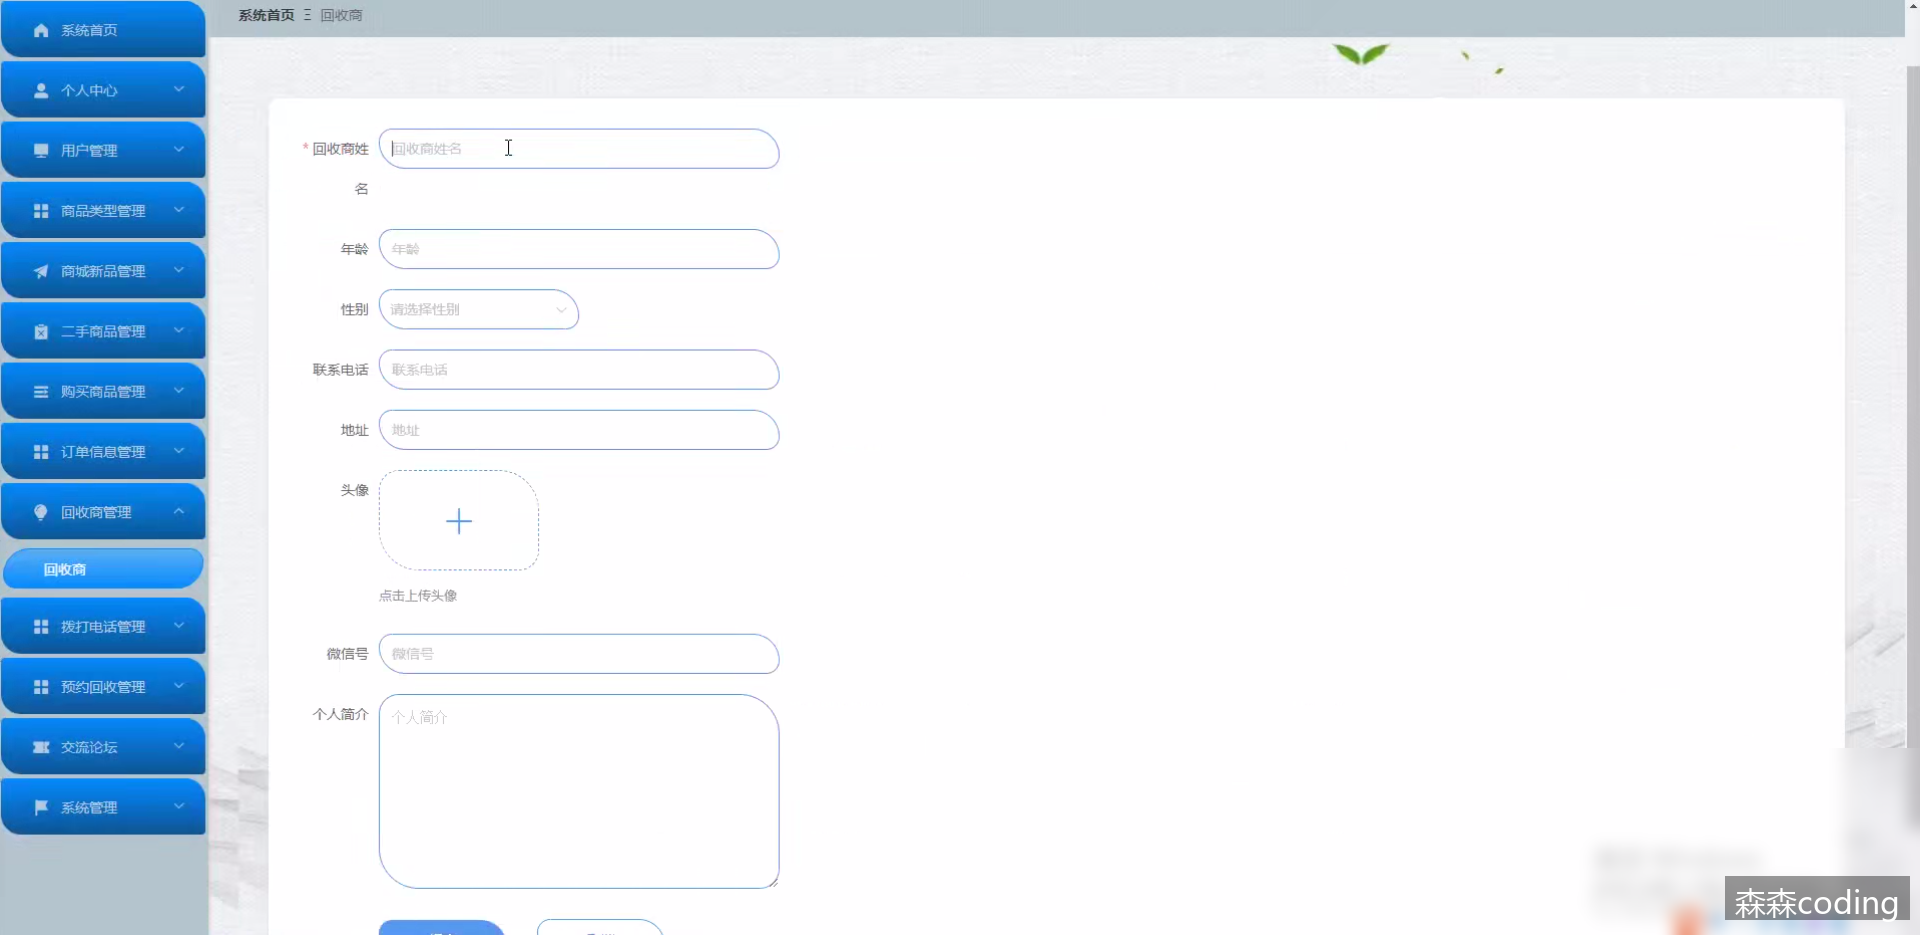 系统首页
个人中心
用户管理
商品类型管理
商城新品管理
二手商品管理
购买商品管理
订单信息管理
回收商管理
回收商
拨打电话管理
预约回收管理
交流论坛
系统管理
系统首页 Ξ 回收商
* 回收商姓名
回收商姓名
年龄
年龄
性别
请选择性别
联系电话
联系电话
地址
地址
头像
点击上传头像
微信号
微信号
个人简介
个人简介
森森coding